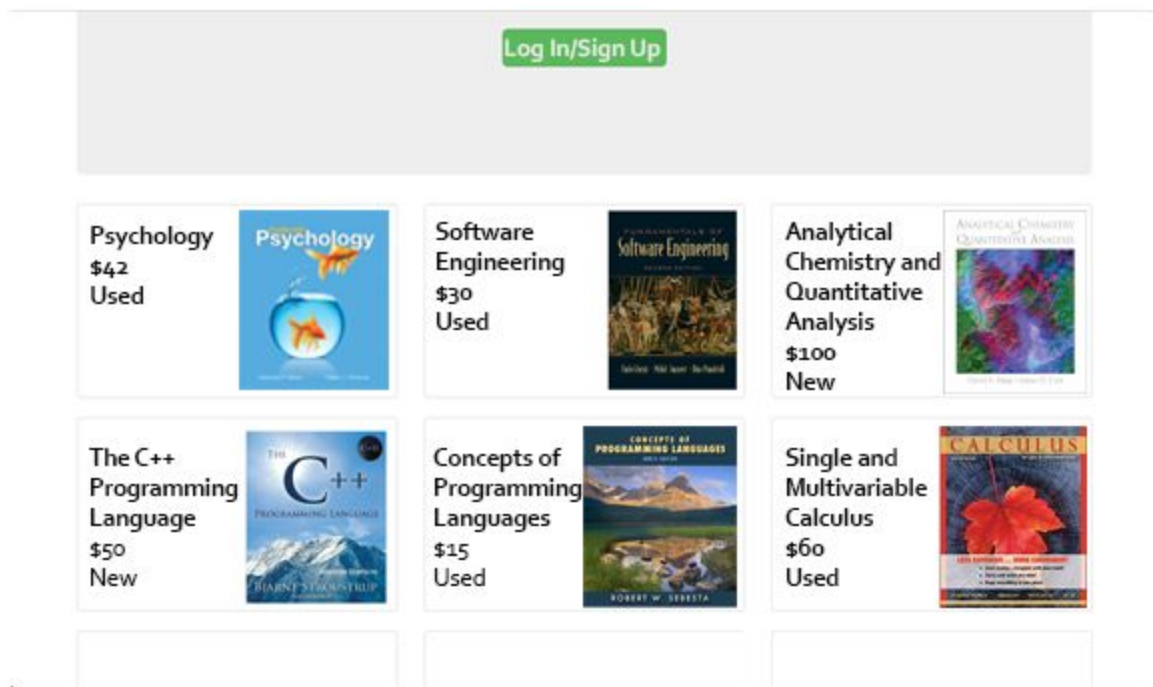 Log In/Sign Up
Psychology
$42
Used
Psychology
Software
Engineering
$30
Used
FUNDAMENTALS OF
Software Engineering
SECOND EDITION
Analytical
Chemistry and
Quantitative
Analysis
$100
New
ANALYTICAL CHEMISTRY
QUANTITATIVE ANALYSIS
The C++
Programming
Language
$50
New
THE
C++
PROGRAMMING LANGUAGE
BJARNE STROUSTRUP
Concepts of
Programming
Languages
$15
Used
CONCEPTS OF
PROGRAMMING LANGUAGES
ROBERT W. SEBESTA
Single and
Multivariable
Calculus
$60
Used
CALCULUS